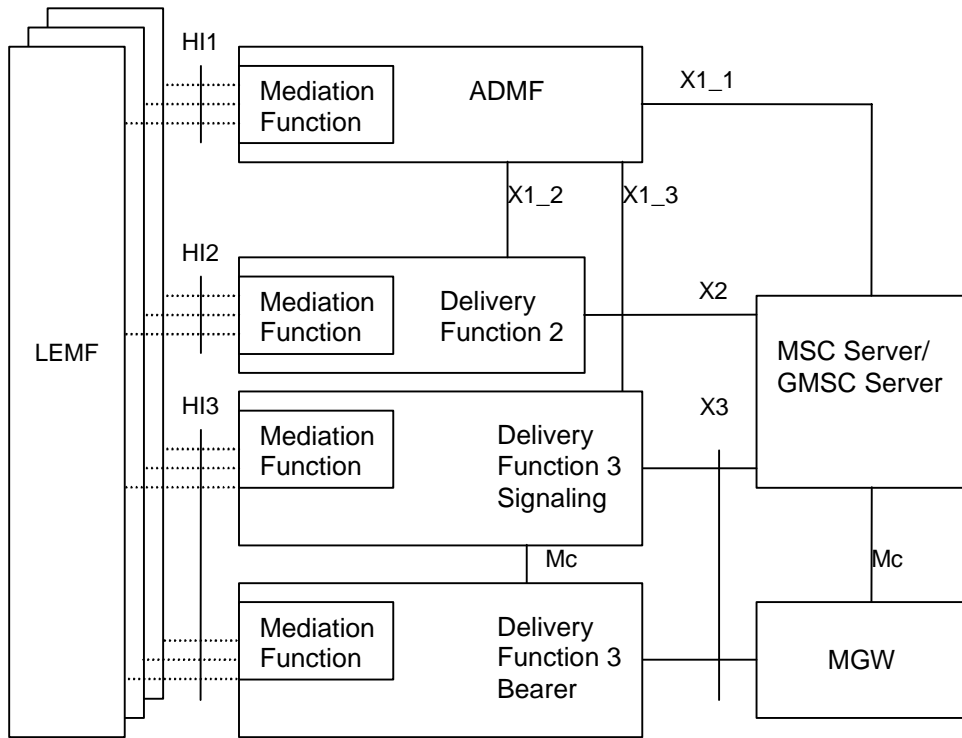 HI1
Mediation
Function
ADMF
X1_1
X1_2
X1_3
HI2
Mediation
Function
Delivery
Function 2
X2
LEMF
MSC Server/
GMSC Server
HI3
Mediation
Function
Delivery
Function 3
Signaling
X3
Mc
Mc
Mediation
Function
Delivery
Function 3
Bearer
MGW